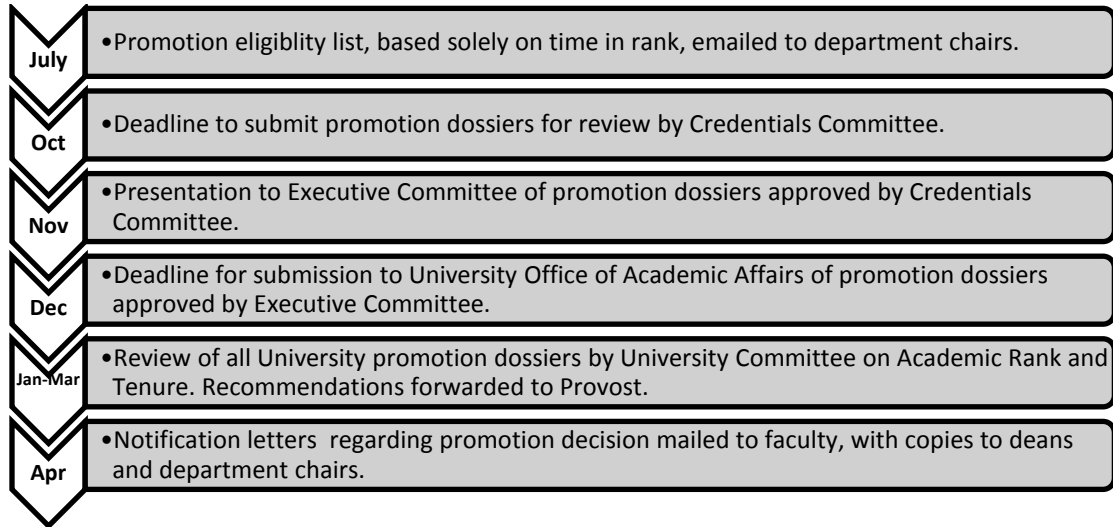 July
•Promotion eligiblity list, based solely on time in rank, emailed to department chairs.
Oct
•Deadline to submit promotion dossiers for review by Credentials Committee.
Nov
•Presentation to Executive Committee of promotion dossiers approved by Credentials
Committee.
Dec
•Deadline for submission to University Office of Academic Affairs of promotion dossiers
approved by Executive Committee.
Jan-Mar
•Review of all University promotion dossiers by University Committee on Academic Rank and
Tenure. Recommendations forwarded to Provost.
Apr
•Notification letters  regarding promotion decision mailed to faculty, with copies to deans
and department chairs.